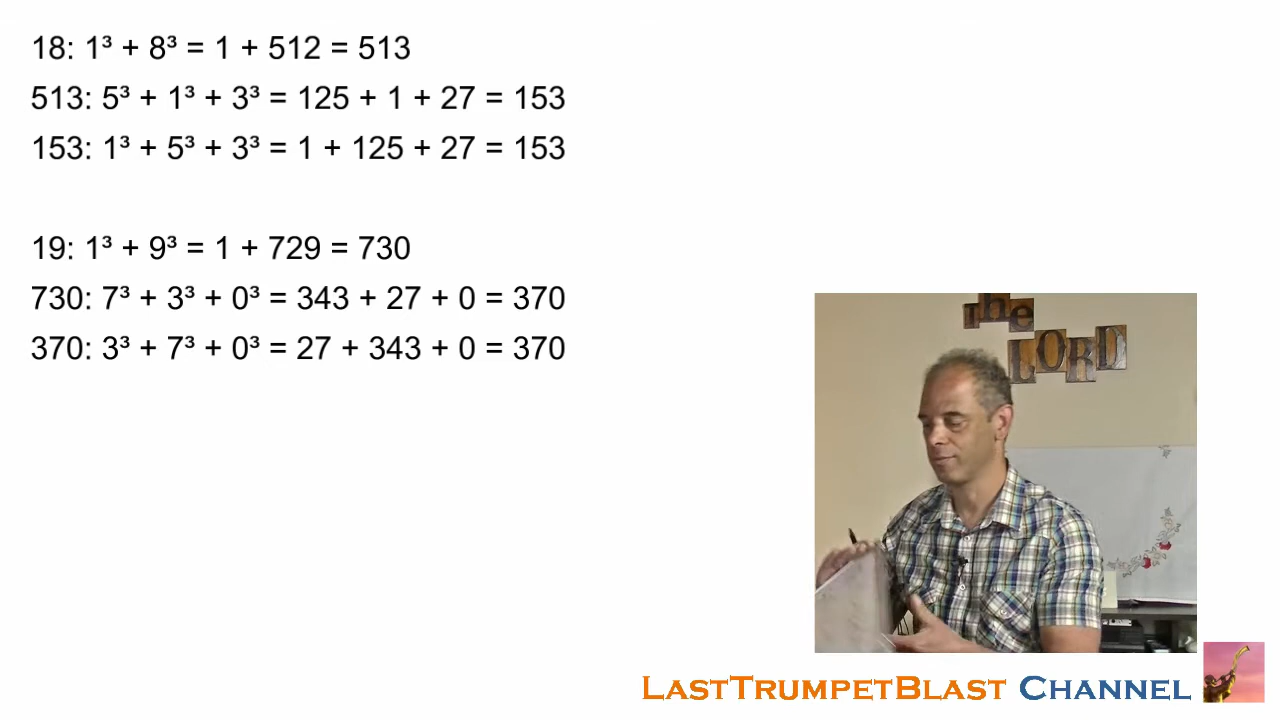 18: 1³ + 8³ = 1 + 512 = 513
513: 5³ + 1³ + 3³ = 125 + 1 + 27 = 153
153: 1³ + 5³ + 3³ = 1 + 125 + 27 = 153
19: 1³ + 9³ = 1 + 729 = 730
730: 7³ + 3³ + 0³ = 343 + 27 + 0 = 370
370: 3³ + 7³ + 0³ = 27 + 343 + 0 = 370
The
LORD
LASTTRUMPETBLAST CHANNEL